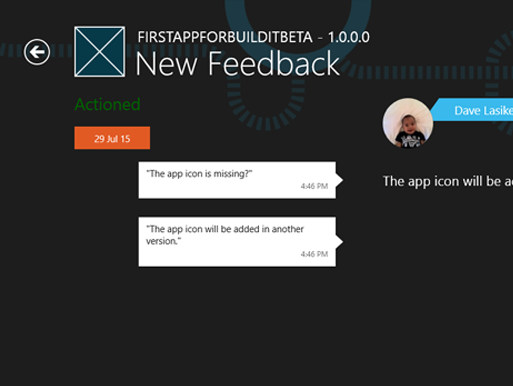 FIRSTAPPFORBUILDITBETA - 1.0.0.0
New Feedback
Actioned
29 Jul 15
"The app icon is missing?"
4:46 PM
"The app icon will be added in another
version."
4:46 PM
Dave Lasike
The app icon will be